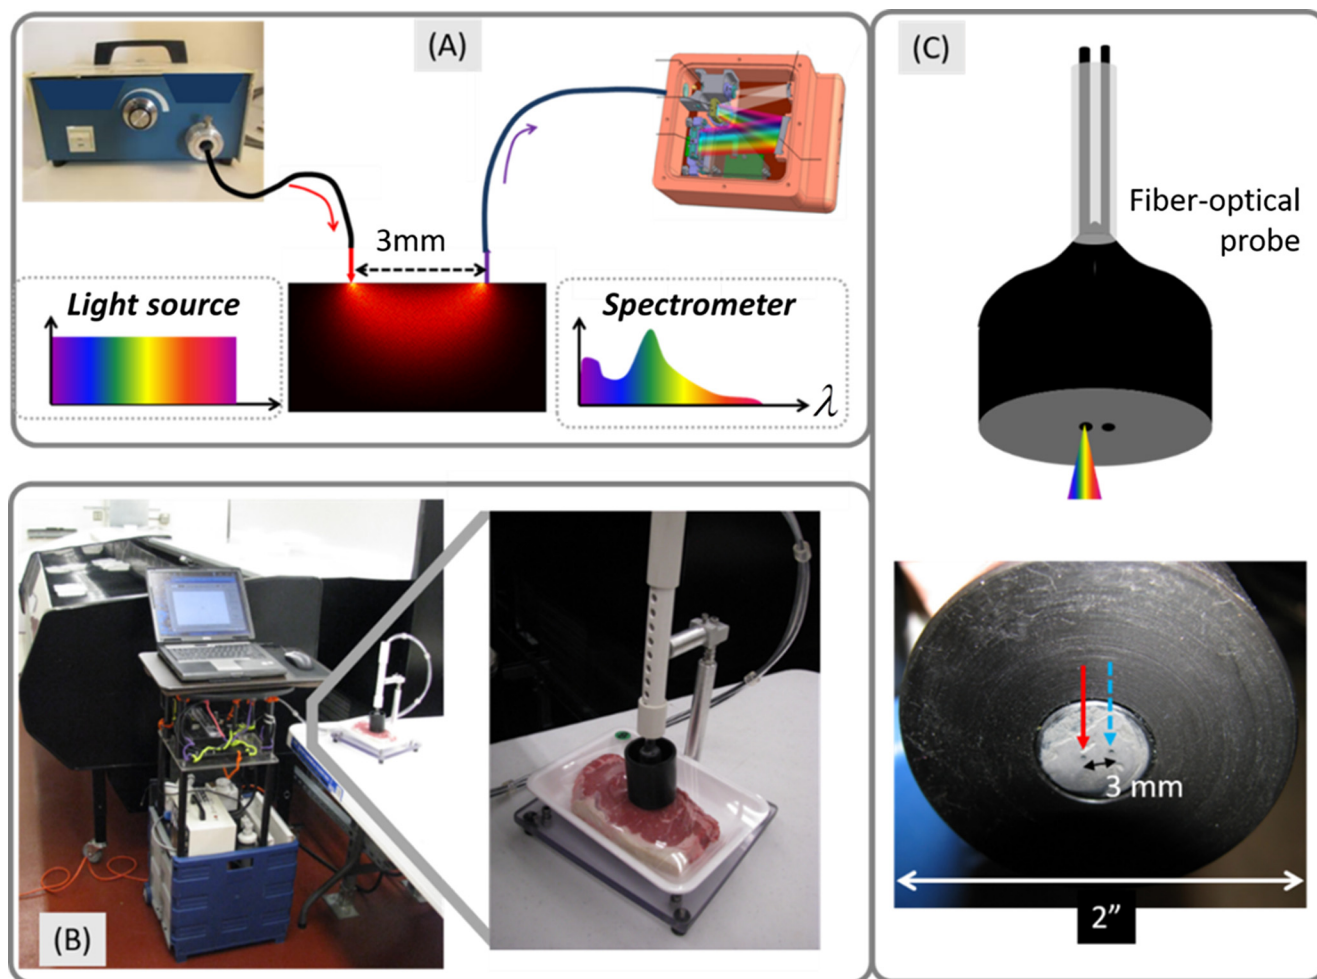 (A)
3mm
Light source
Spectrometer
λ
(B)
(C)
Fiber-optical
probe
3 mm
2”